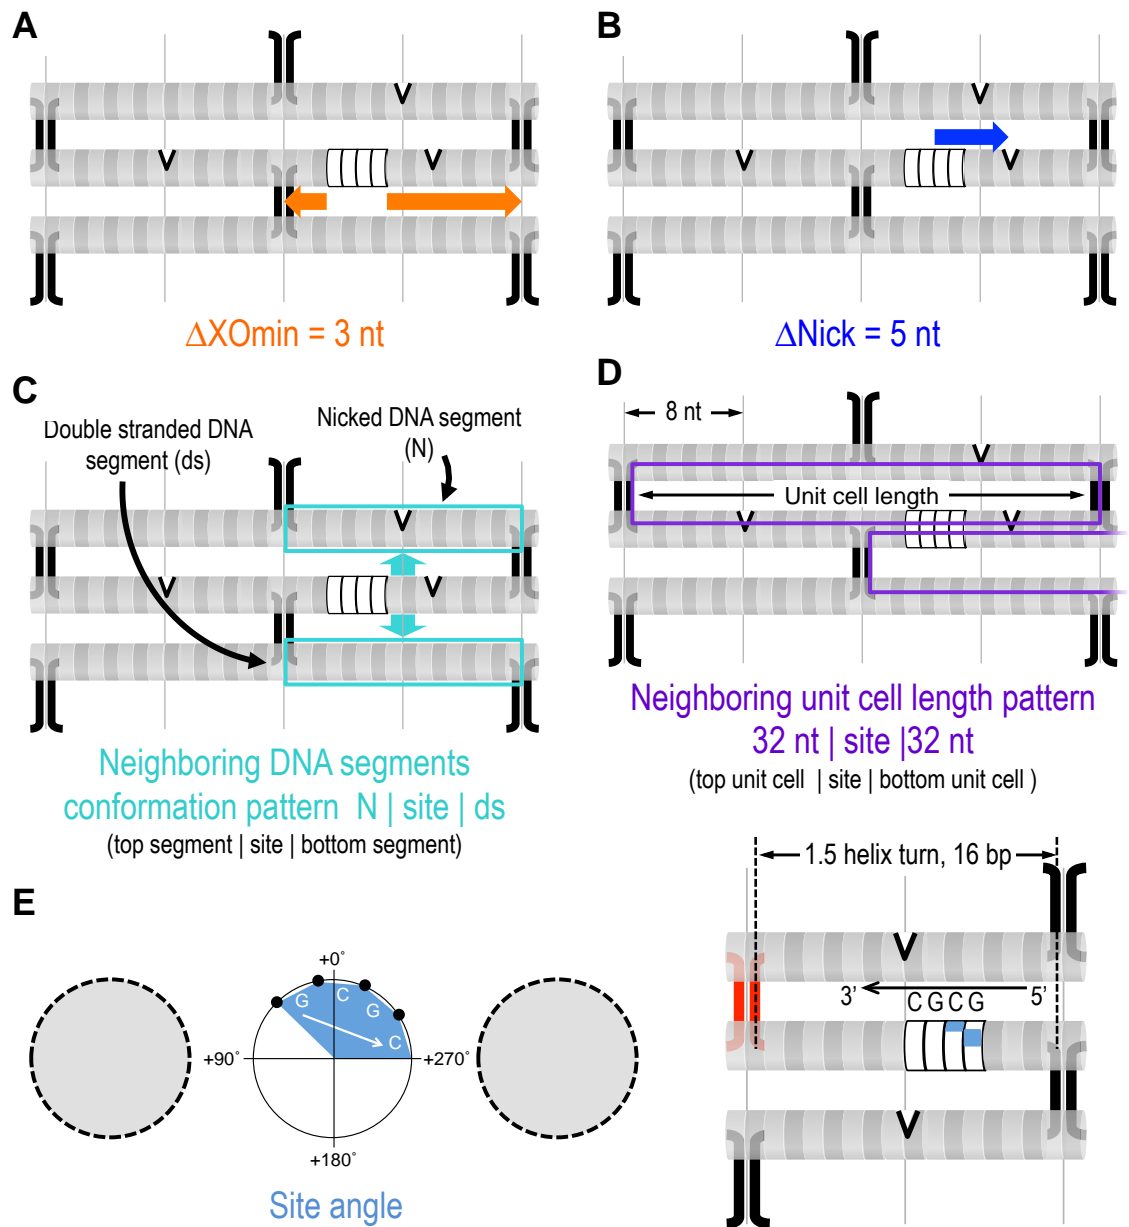 A
B
ΔXOmin = 3 nt
ΔNick = 5 nt
C
Double stranded DNA
segment (ds)
Nicked DNA segment
(N)
Neighboring DNA segments
conformation pattern N | site | ds
(top segment | site | bottom segment)
D
8 nt
Unit cell length
Neighboring unit cell length pattern
32 nt | site |32 nt
(top unit cell | site | bottom unit cell )
E
+0˚
G
C
G
C
+90˚
+270˚
+180˚
Site angle
1.5 helix turn, 16 bp
3’
5’
C G C G